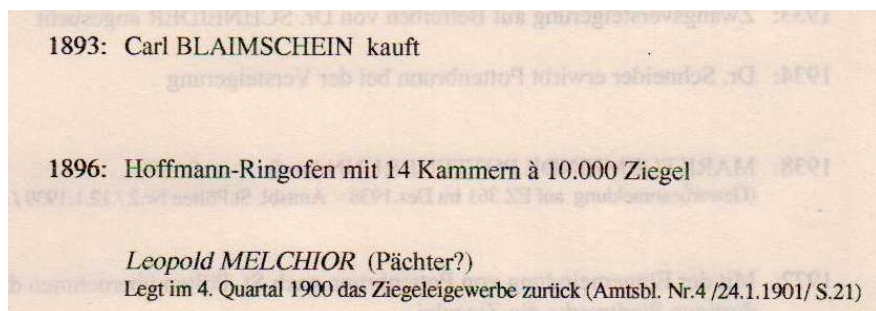 1893: Carl BLAIMSCHEIN kauft
1896: Hoffmann-Ringofen mit 14 Kammern à 10.000 Ziegel
Leopold MELCHIOR (Pächter?)
Legt im 4. Quartal 1900 das Ziegeleigewerbe zurück (Amtsbl. Nr.4 /24.1.1901/ S.21)